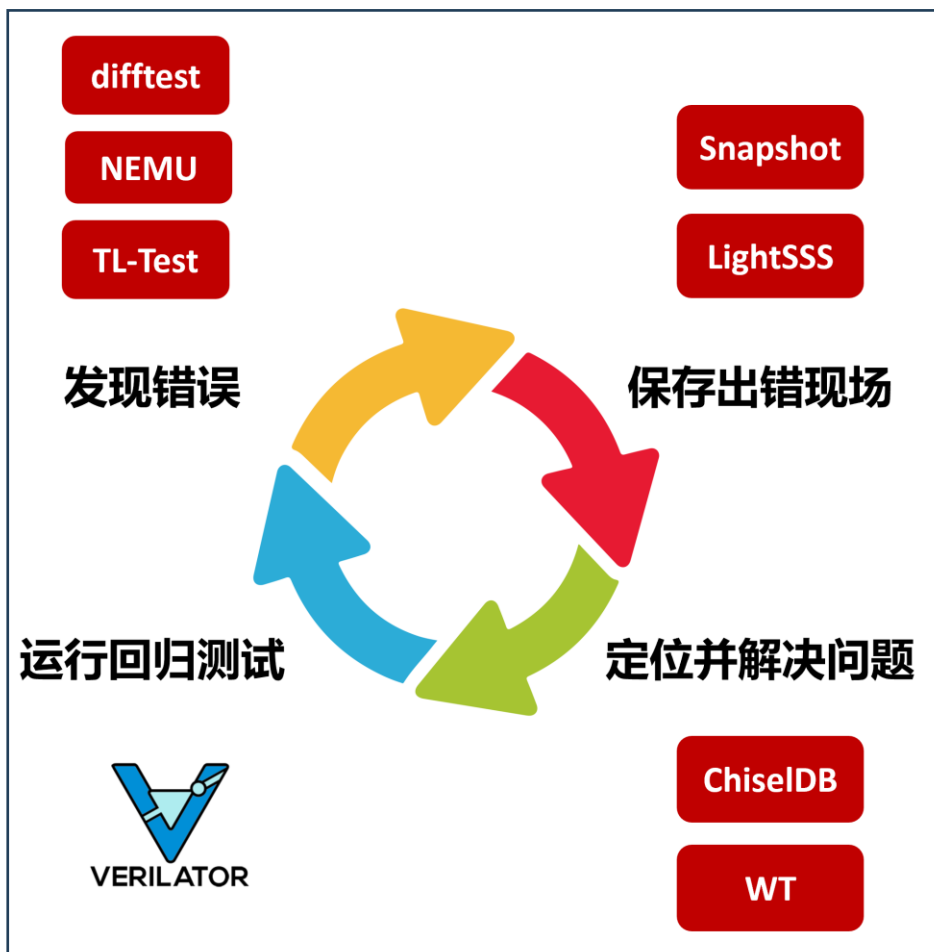 difftest
NEMU
TL-Test
发现错误
Snapshot
LightSSS
保存出错现场
运行回归测试
VERILATOR
定位并解决问题
ChiselDB
WT